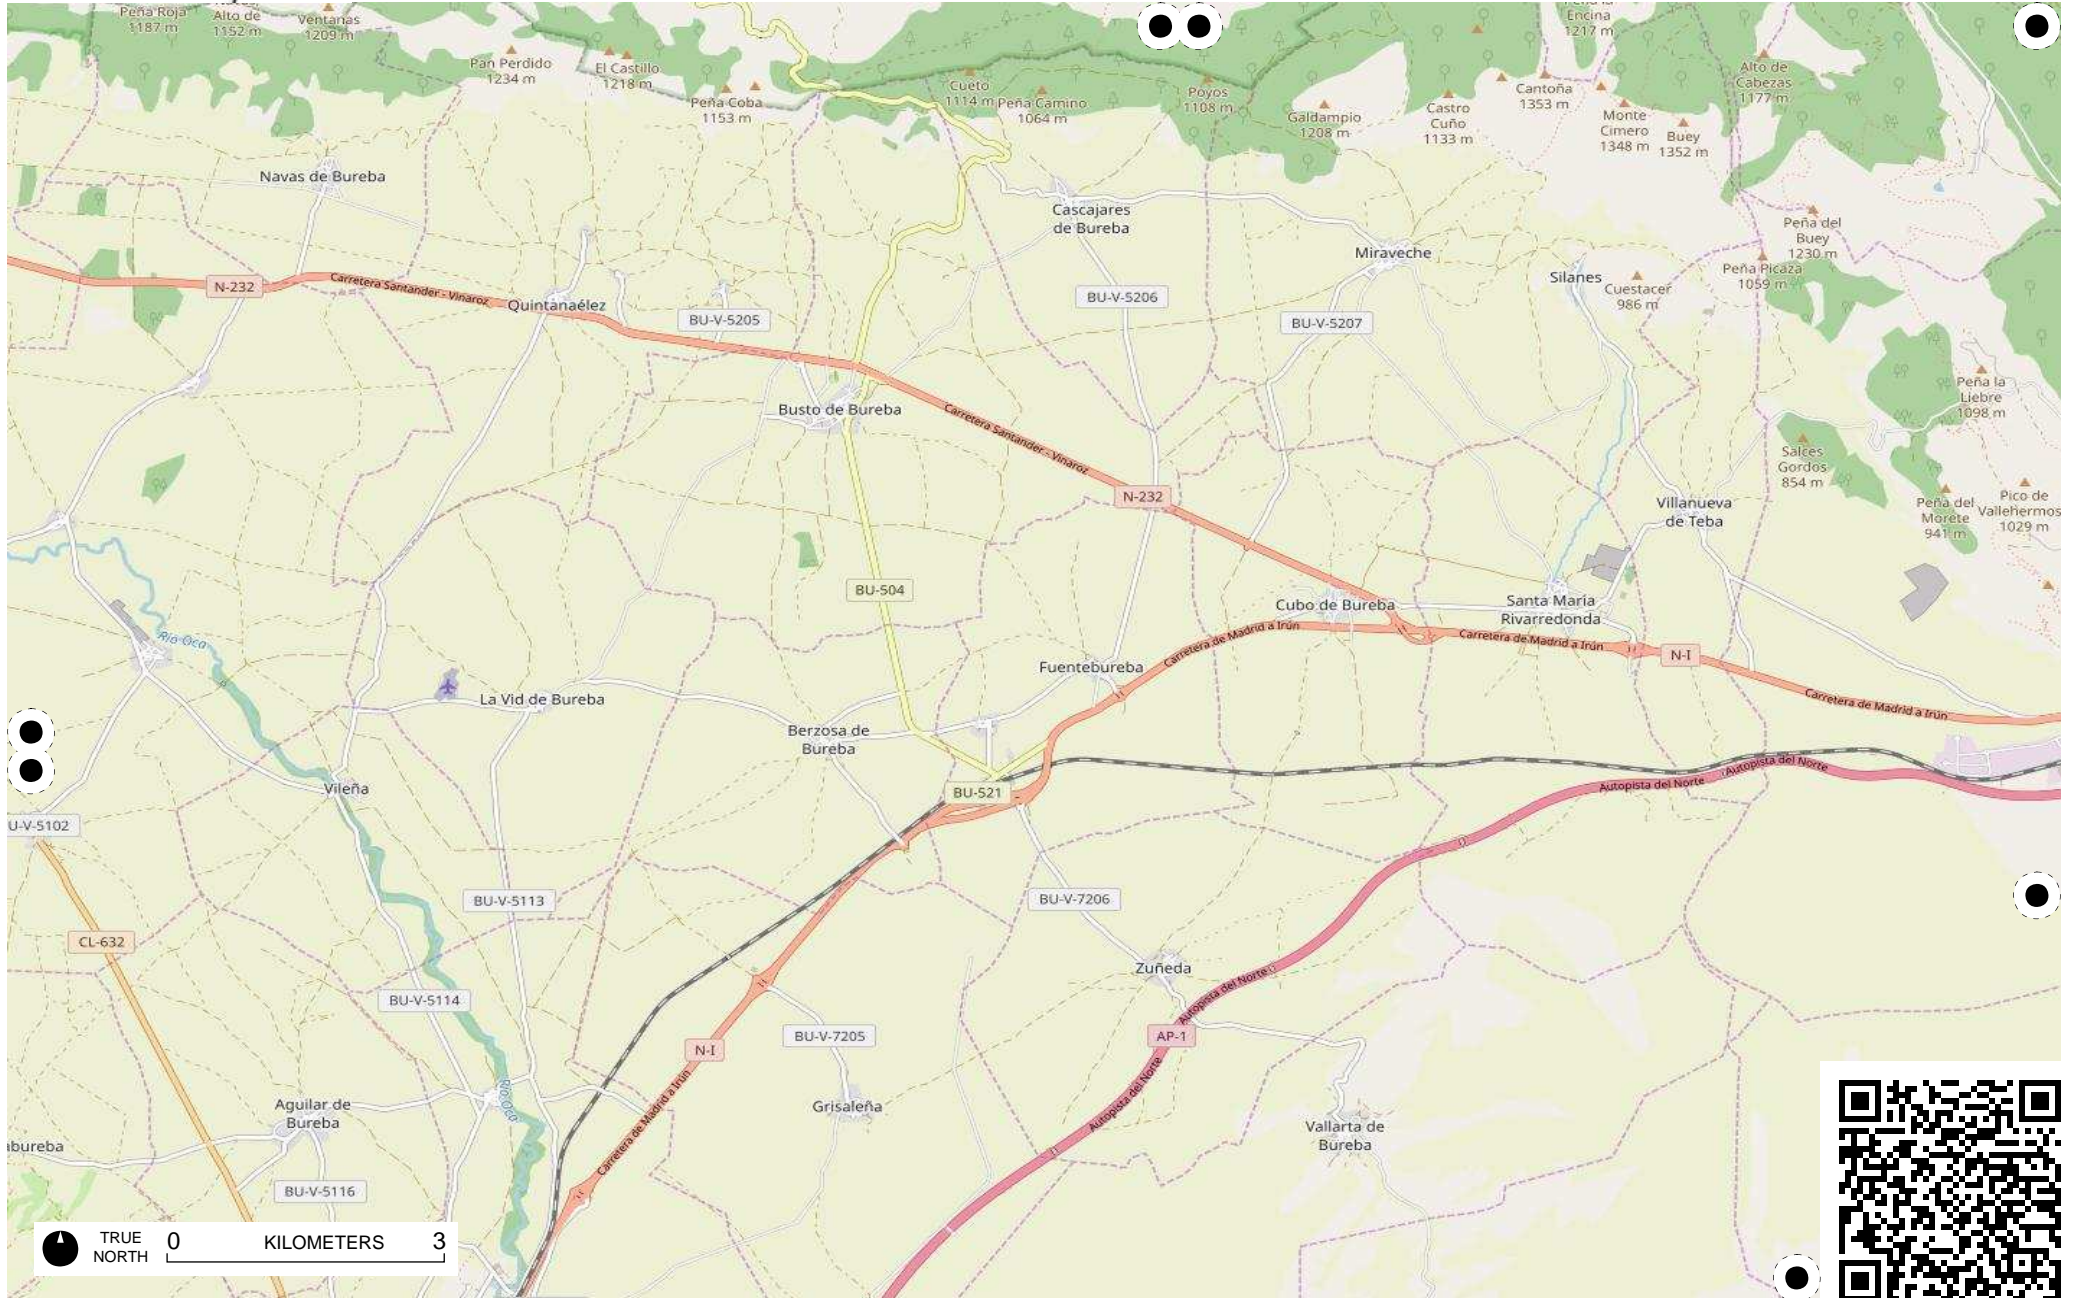 Peña Roja
1187 m
Alto de
1152 m
Ventanas
1209 m
Pan Perdido
1234 m
El Castillo
1218 m
Peña Coba
1153 m
Cueto
1114 m
Peña Camino
1064 m
Poyos
1108 m
Galdampio
1208 m
Castro
Cuño
1133 m
Cantoña
1353 m
Encina
1217 m
Monte
Cimero
1348 m
Buey
1352 m
Alto de
Cabezas
1177 m
Navas de Bureba
Cascajares
de Bureba
Miraveche
Silanes
Cuestacer
986 m
Peña del
Buey
1230 m
Peña Picaza
1059 m
N-232
Carretera Santander - Vinaroz
Quintanaélez
BU-V-5205
BU-V-5206
BU-V-5207
Busto de Bureba
Carretera Santander - Vinaroz
Peña la
Liebre
1098 m
Salces
Gordos
854 m
N-232
Villanueva
de Teba
Peña del
Morete
941 m
Pico de
Vallehermos
1029 m
BU-504
Cubo de Bureba
Santa María
Rivarredonda
Río Oca
Carretera de Madrid a Irún
Carretera de Madrid a Irún
N-I
Fuentebureba
La Vid de Bureba
Carretera de Madrid a Irún
Berzosa de
Bureba
Vileña
BU-521
Autopista del Norte
Autopista del Norte
U-V-5102
BU-V-5113
BU-V-7206
CL-632
Zuñeda
BU-V-5114
Autopista del Norte
N-I
BU-V-7205
AP-1
Río Oca
Carretera de Madrid a Irún
Autopista del Norte
Aguilar de
Bureba
Grisaleña
Vallarta de
Bureba
abureba
BU-V-5116
TRUE
NORTH
0 KILOMETERS 3